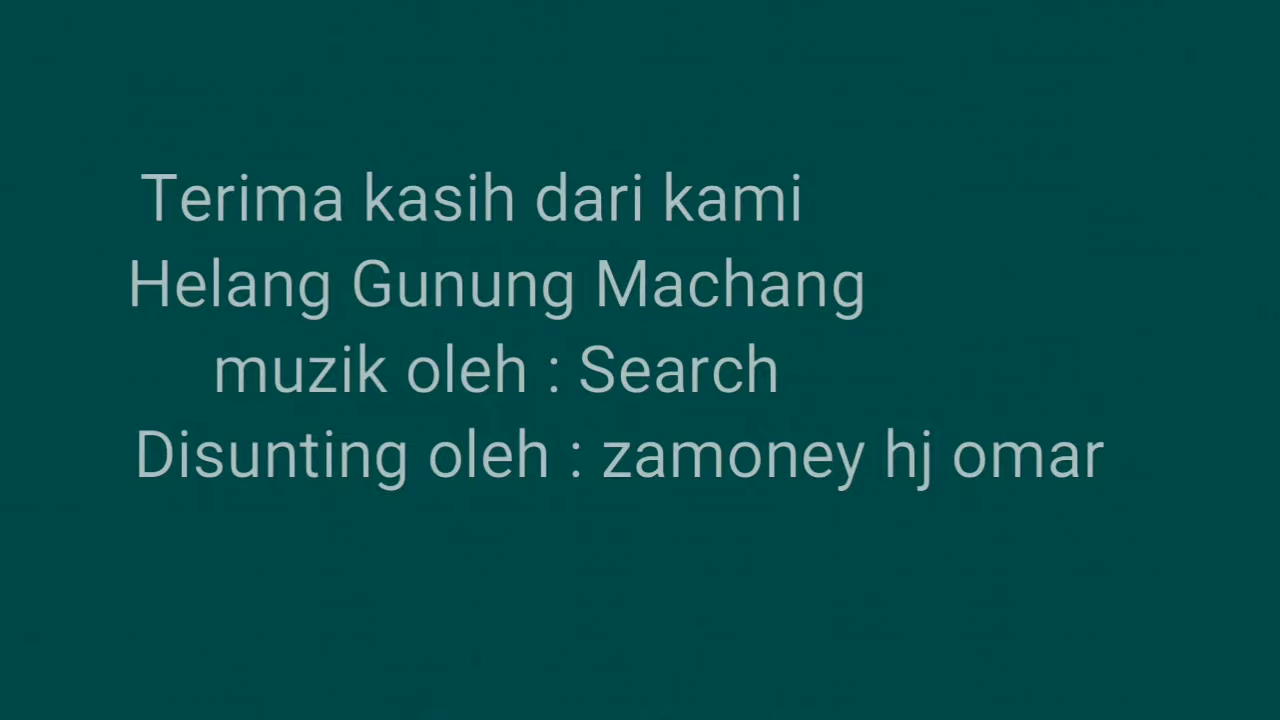 Terima kasih dari kami
Helang Gunung Machang
muzik oleh : Search
Disunting oleh : zamoney hj omar